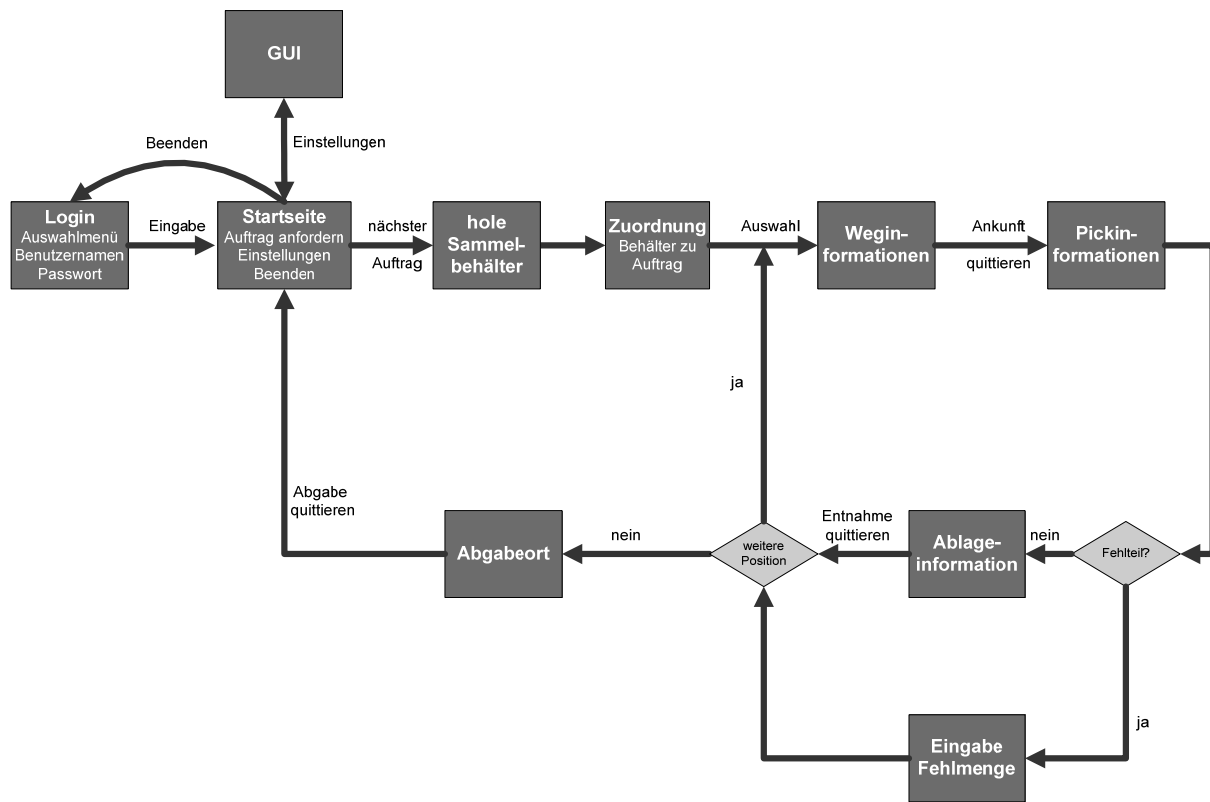 GUI
Beenden
Einstellungen
Login
Auswahlmenü
Benutzernamen
Passwort
Eingabe
Startseite
Auftrag anfordern
Einstellungen
Beenden
nächster
Auftrag
hole
Sammel-
behälter
Zuordnung
Behälter zu
Auftrag
Auswahl
Wegin-
formationen
Ankunft
quittieren
Pickin-
formationen
ja
Abgabe
quittieren
Abgabeort
nein
weitere
Position
Entnahme
quittieren
Ablage-
information
nein
Fehlteil?
ja
Eingabe
Fehlmenge